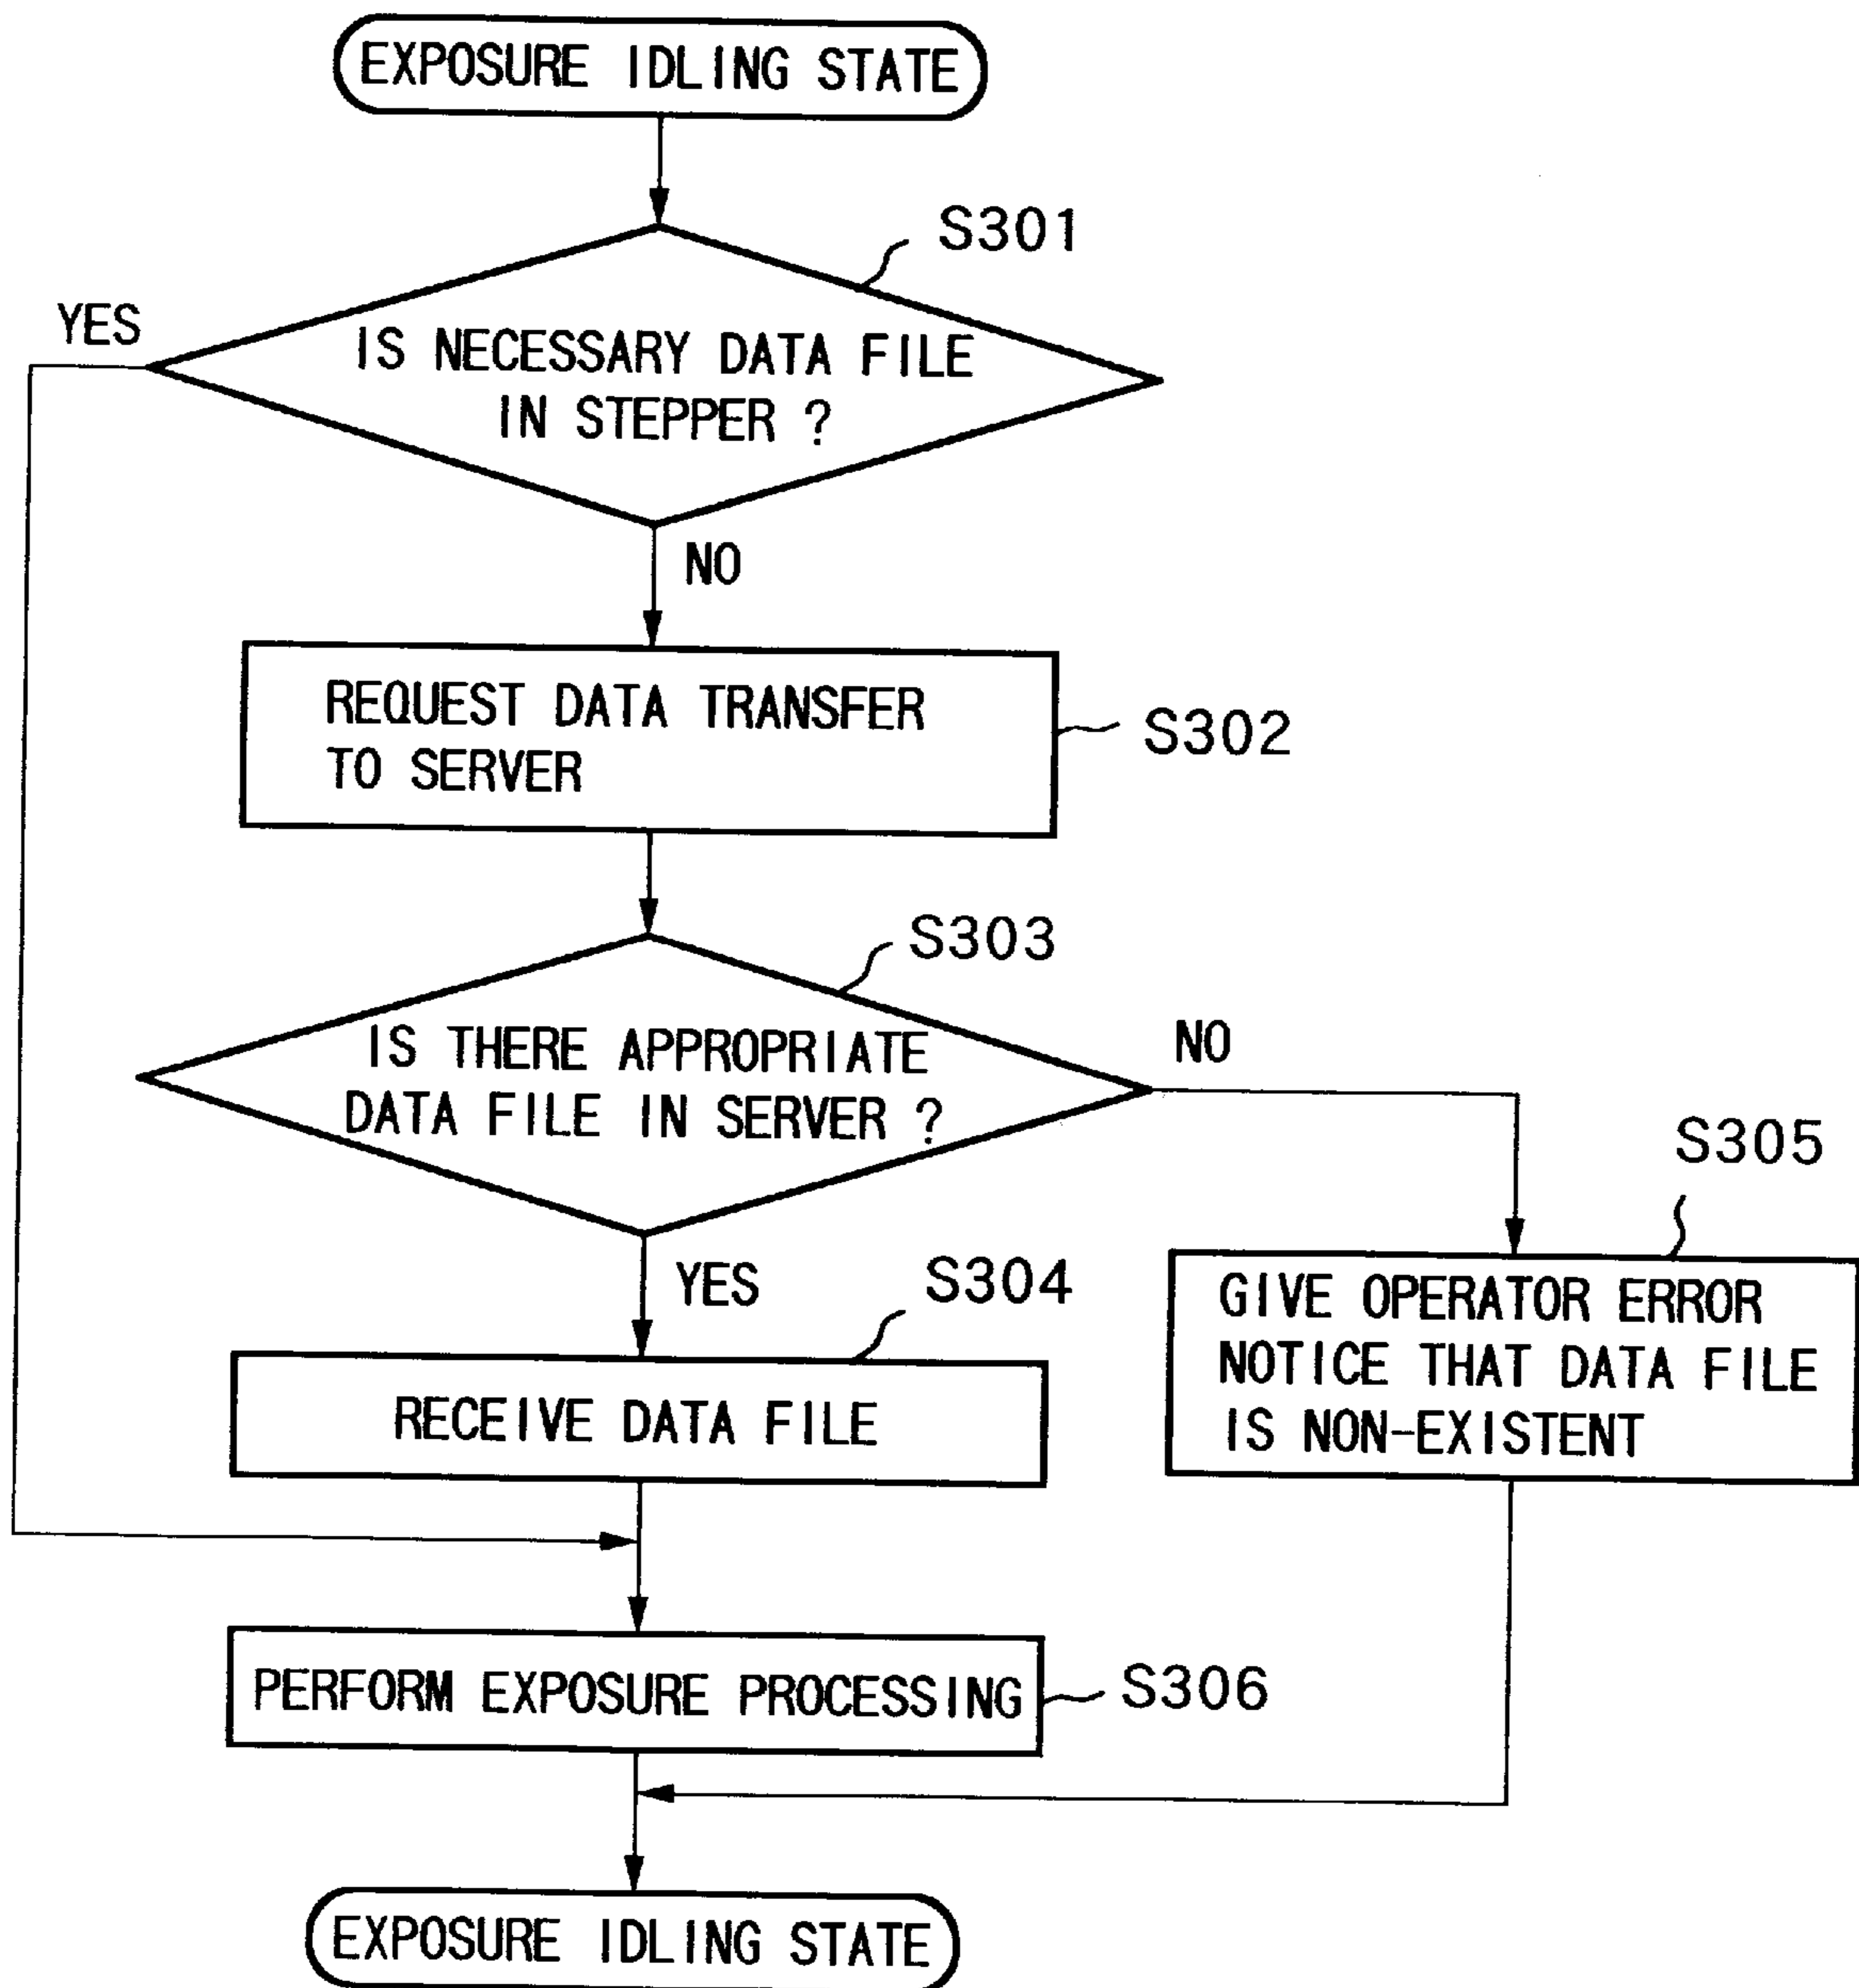 EXPOSURE IDLING STATE
S301
YES
IS NECESSARY DATA FILE
IN STEPPER ?
NO
REQUEST DATA TRANSFER
TO SERVER
S302
S303
IS THERE APPROPRIATE
DATA FILE IN SERVER ?
NO
S305
YES
S304
GIVE OPERATOR ERROR
NOTICE THAT DATA FILE
IS NON-EXISTENT
RECEIVE DATA FILE
PERFORM EXPOSURE PROCESSING
S306
EXPOSURE IDLING STATE